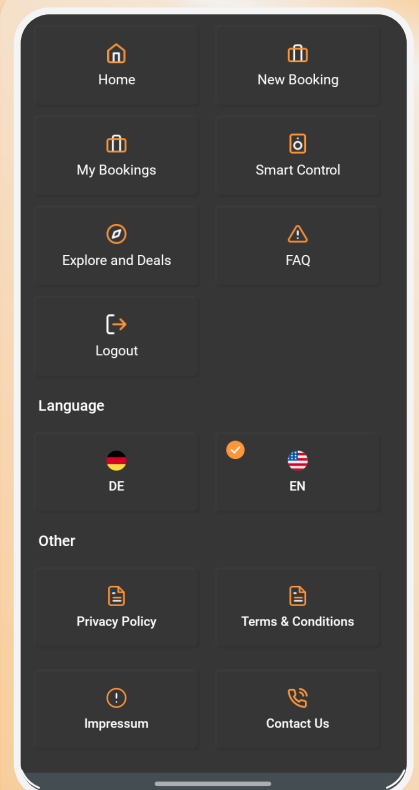 Home
New Booking
My Bookings
Smart Control
Explore and Deals
FAQ
Logout
Language
DE
EN
Other
Privacy Policy
Terms & Conditions
Impressum
Contact Us